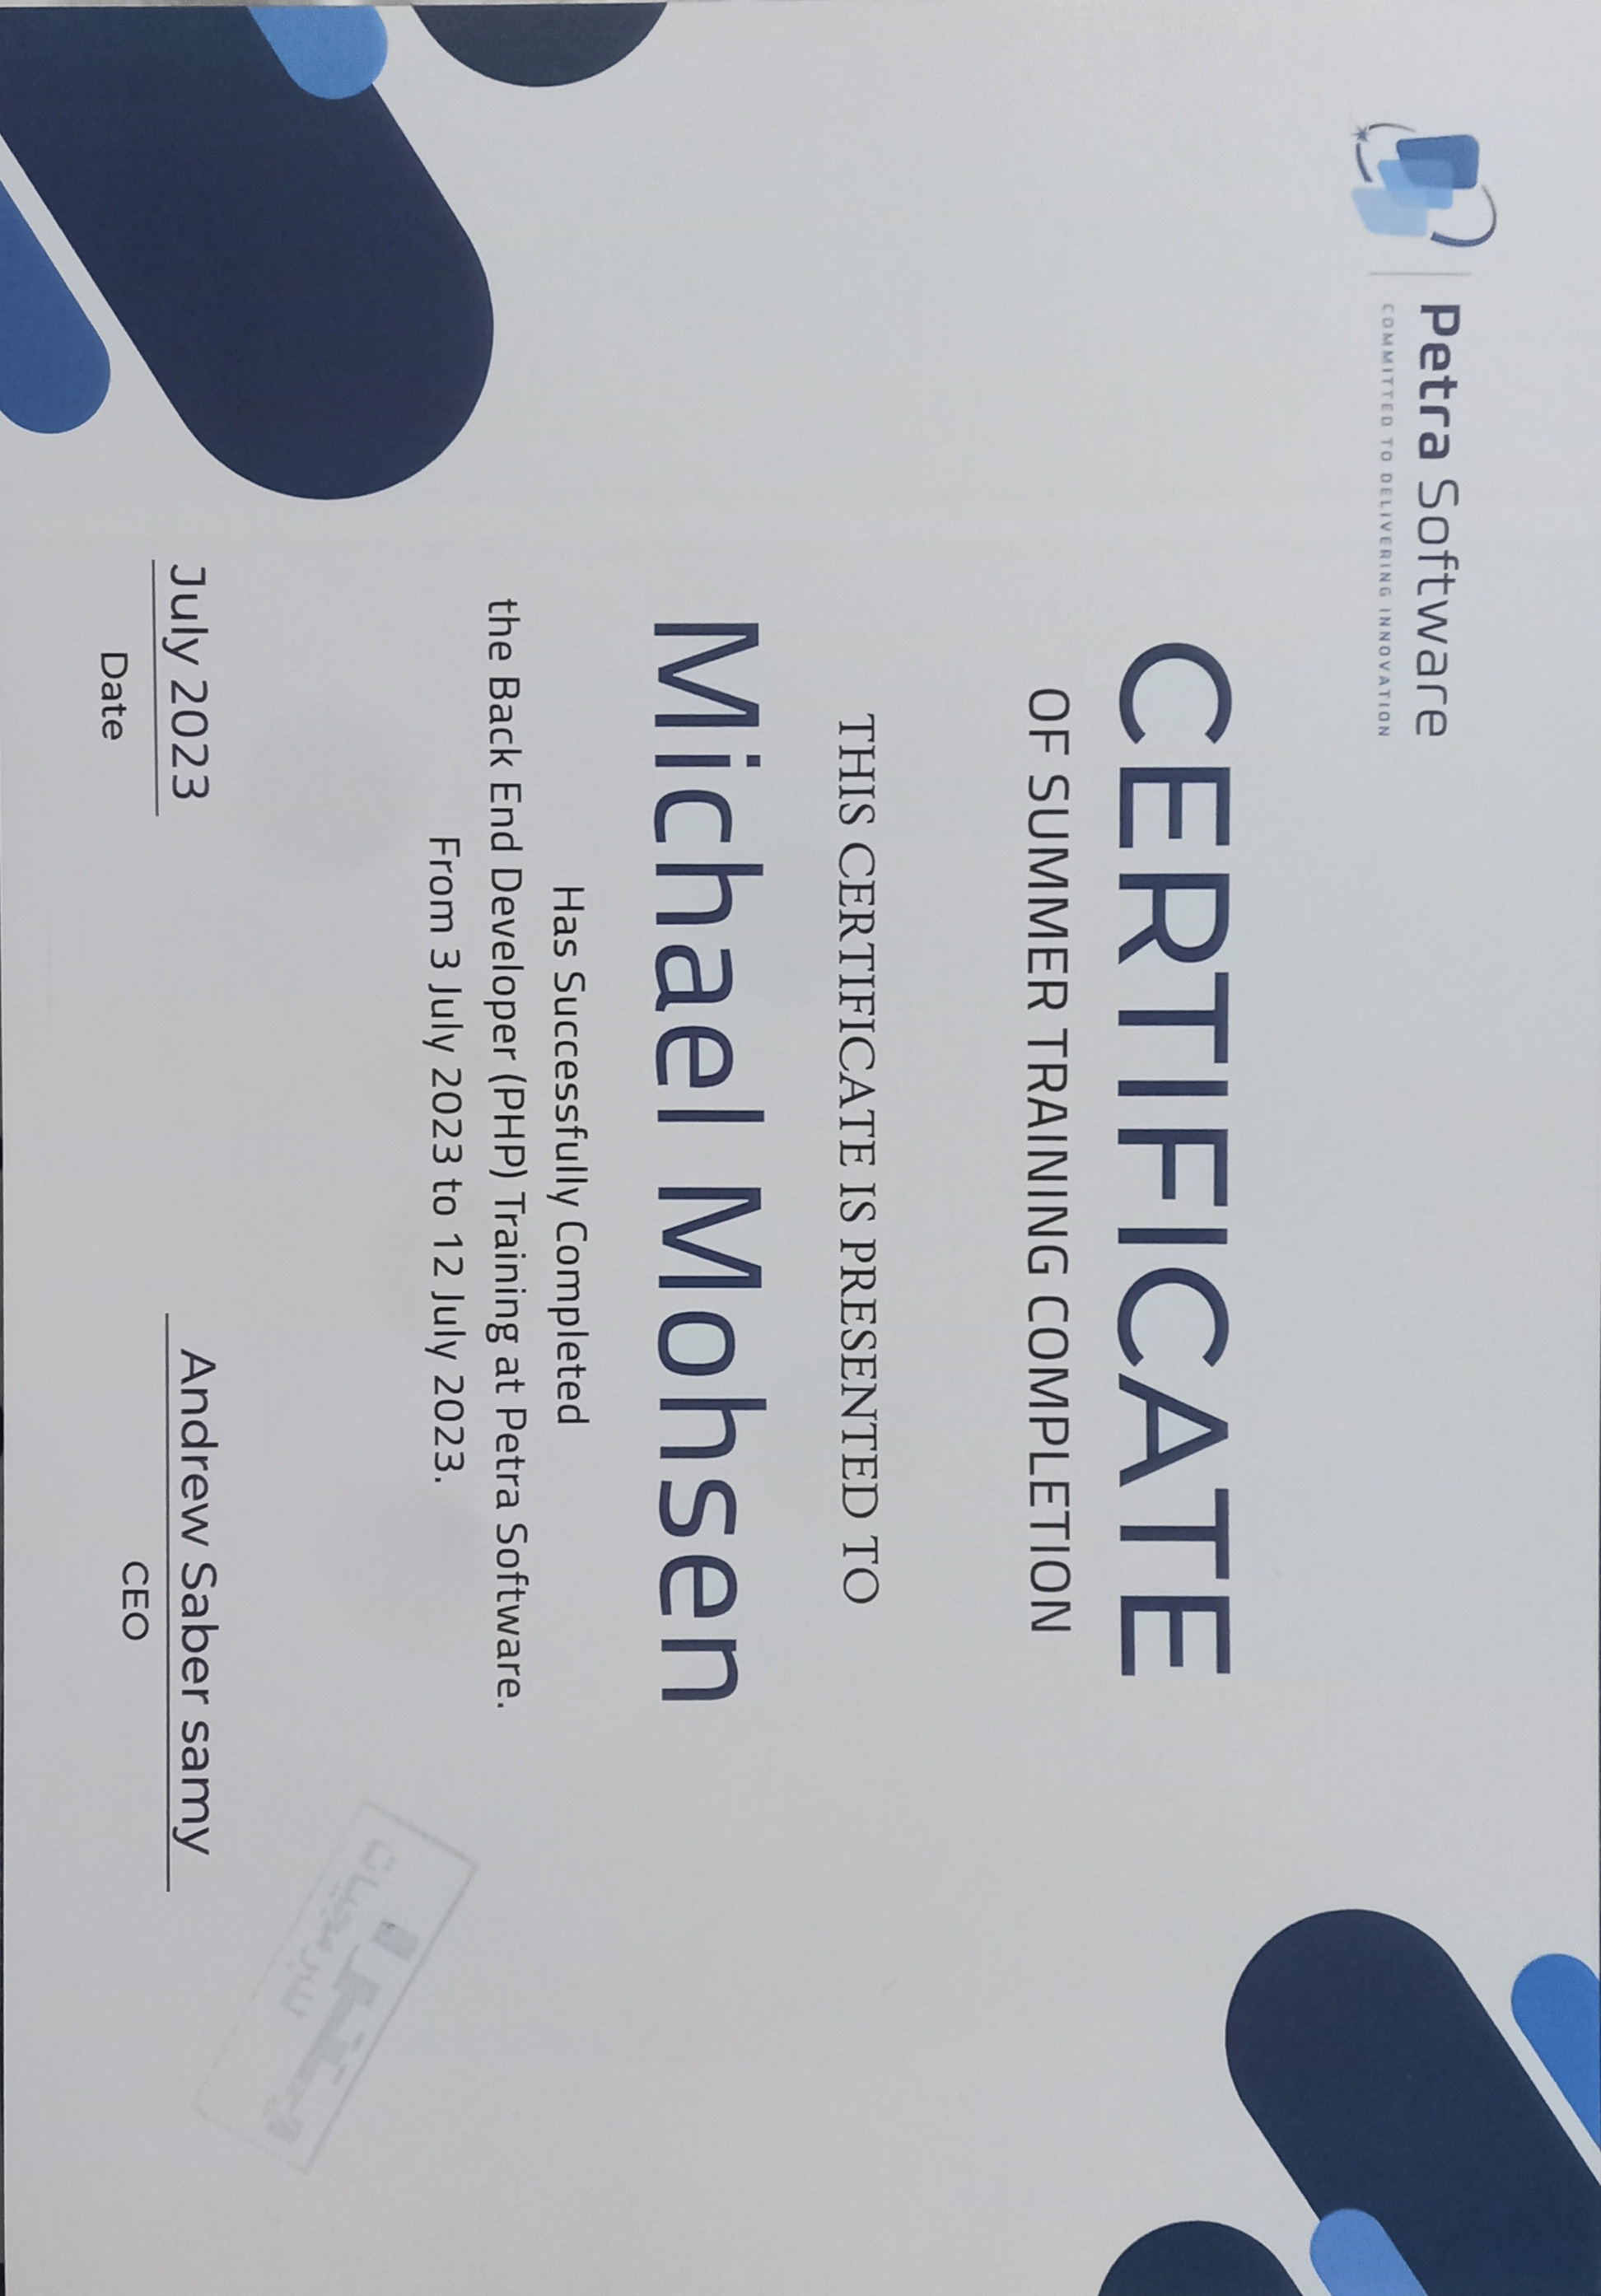 Petra Software
COMMITTED TO DELIVERING INNOVATION
CERTIFICATE
OF SUMMER TRAINING COMPLETION
THIS CERTIFICATE IS PRESENTED TO
Michael Mohsen
Has Successfully Completed
the Back End Developer (PHP) Training at Petra Software.
From 3 July 2023 to 12 July 2023.
بيترا
للبرمجيات
July 2023
Date
Andrew Saber samy
CEO